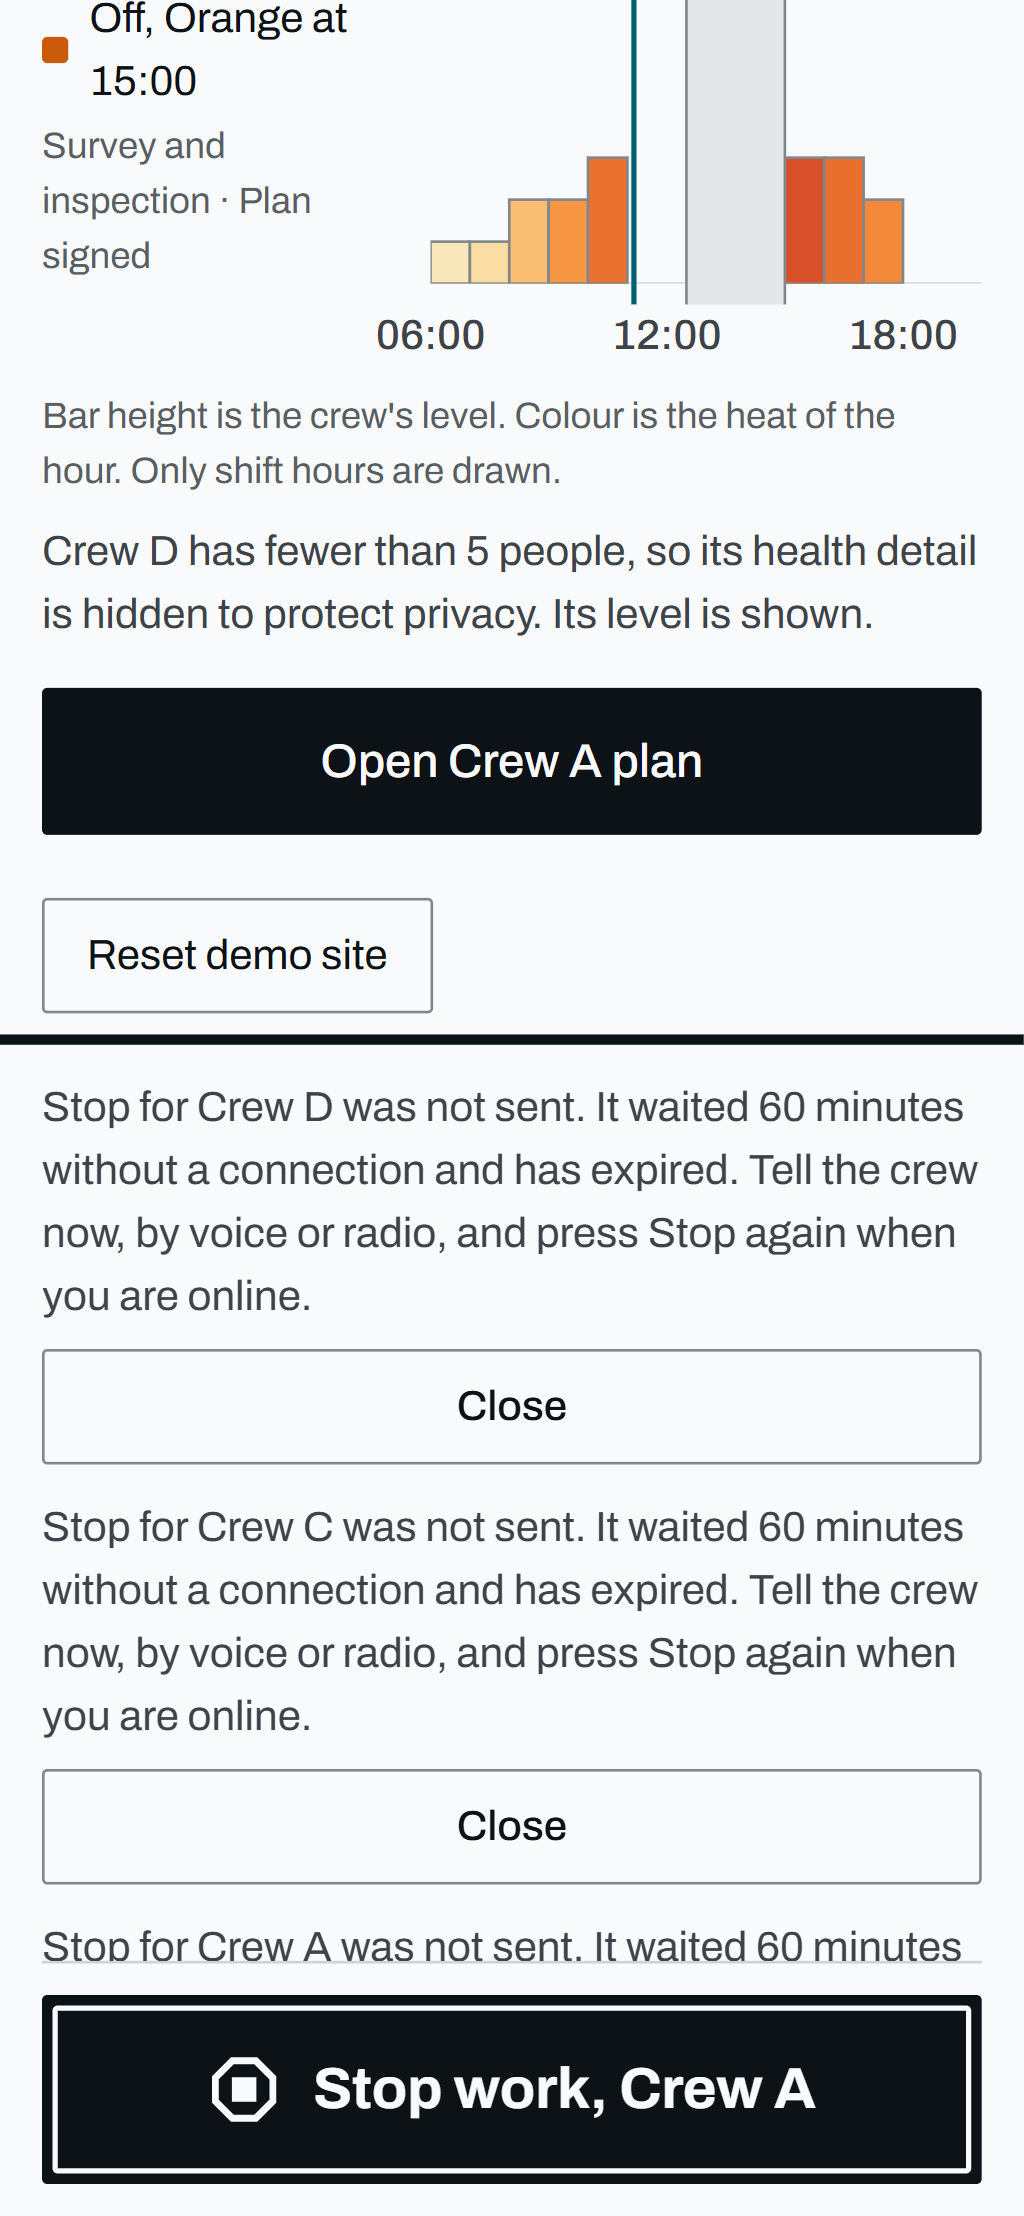 Off, Orange at
15:00
Survey and
inspection · Plan
signed
06:00 12:00 18:00
Bar height is the crew's level. Colour is the heat of the
hour. Only shift hours are drawn.
Crew D has fewer than 5 people, so its health detail
is hidden to protect privacy. Its level is shown.
Open Crew A plan
Reset demo site
Stop for Crew D was not sent. It waited 60 minutes
without a connection and has expired. Tell the crew
now, by voice or radio, and press Stop again when
you are online.
Close
Stop for Crew C was not sent. It waited 60 minutes
without a connection and has expired. Tell the crew
now, by voice or radio, and press Stop again when
you are online.
Close
Stop for Crew A was not sent. It waited 60 minutes
Stop work, Crew A